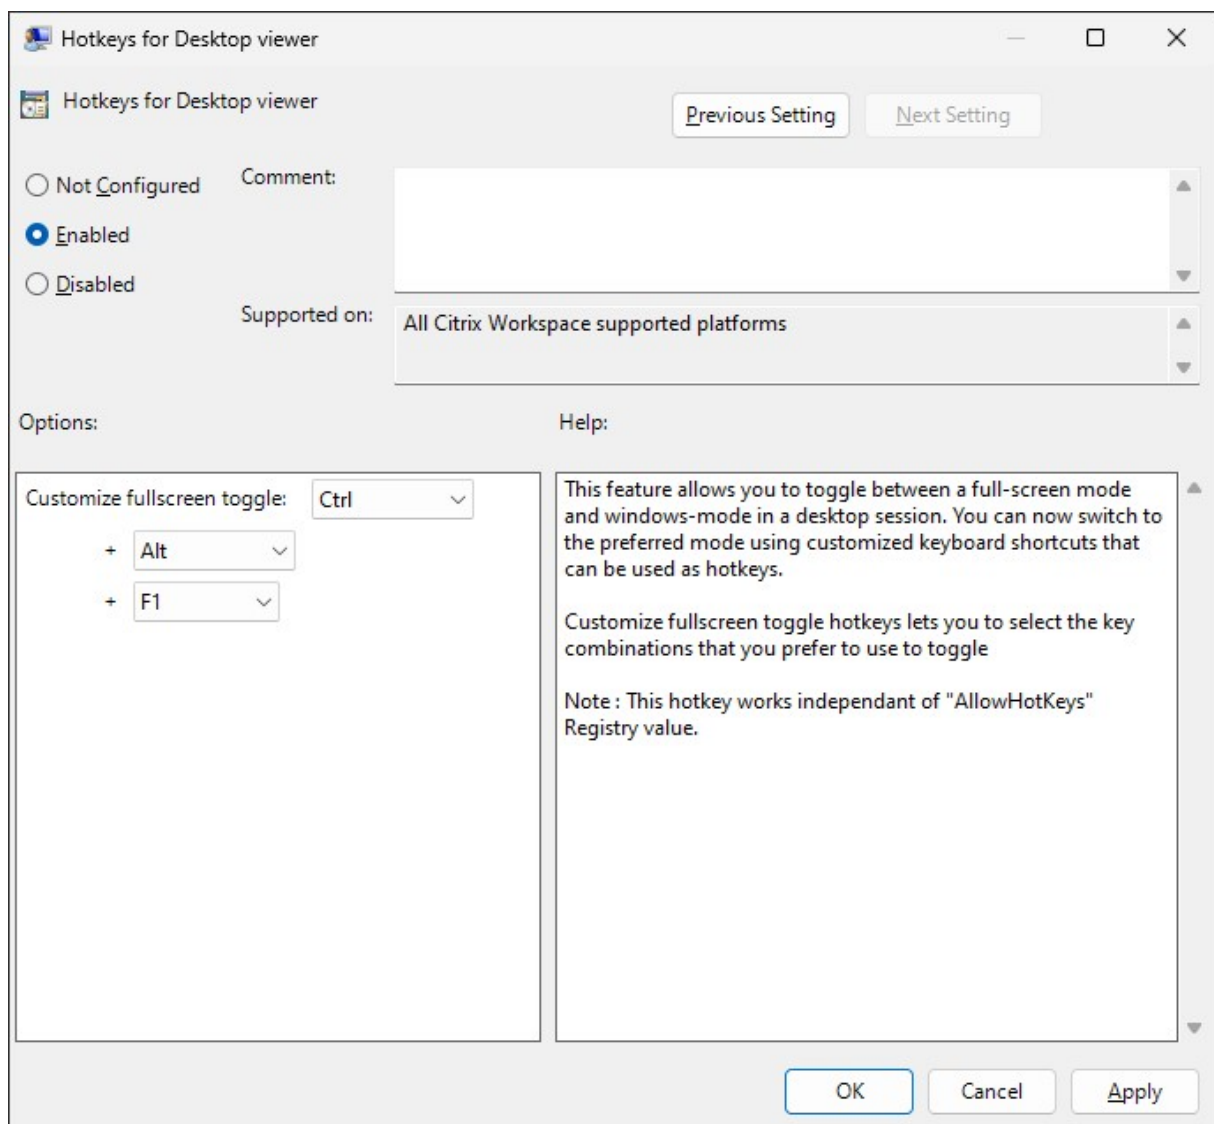 Hotkeys for Desktop viewer
Hotkeys for Desktop viewer
Previous Setting
Next Setting
Not Configured
Comment:
Enabled
Disabled
Supported on:
All Citrix Workspace supported platforms
Options:
Help:
Customize fullscreen toggle:
Ctrl
+ Alt
+ F1
This feature allows you to toggle between a full-screen mode
and windows-mode in a desktop session. You can now switch to
the preferred mode using customized keyboard shortcuts that
can be used as hotkeys.
Customize fullscreen toggle hotkeys lets you to select the key
combinations that you prefer to use to toggle
Note : This hotkey works independant of "AllowHotKeys"
Registry value.
OK
Cancel
Apply